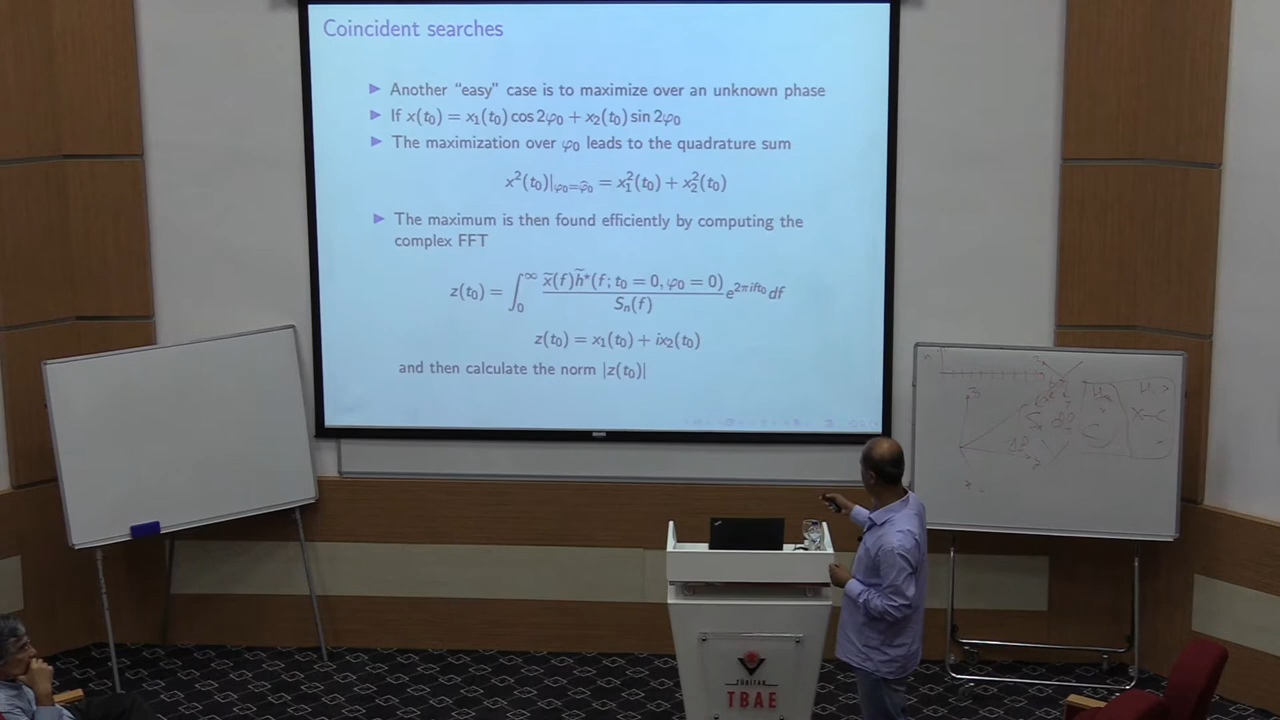 Coincident searches
Another “easy” case is to maximize over an unknown phase
If x(t₀) = x₁(t₀) cos 2φ₀ + x₂(t₀) sin 2φ₀
The maximization over φ₀ leads to the quadrature sum
x²(t₀)|φ₀=φ̂₀ = x₁²(t₀) + x₂²(t₀)
The maximum is then found efficiently by computing the
complex FFT
z(t₀) = ∫₀^∞ x̃(f)h̃*(f; t₀ = 0, φ₀ = 0) / Sₙ(f) e^{2πift₀} df
z(t₀) = x₁(t₀) + ix₂(t₀)
and then calculate the norm |z(t₀)|
TÜBİTAK
TBAE